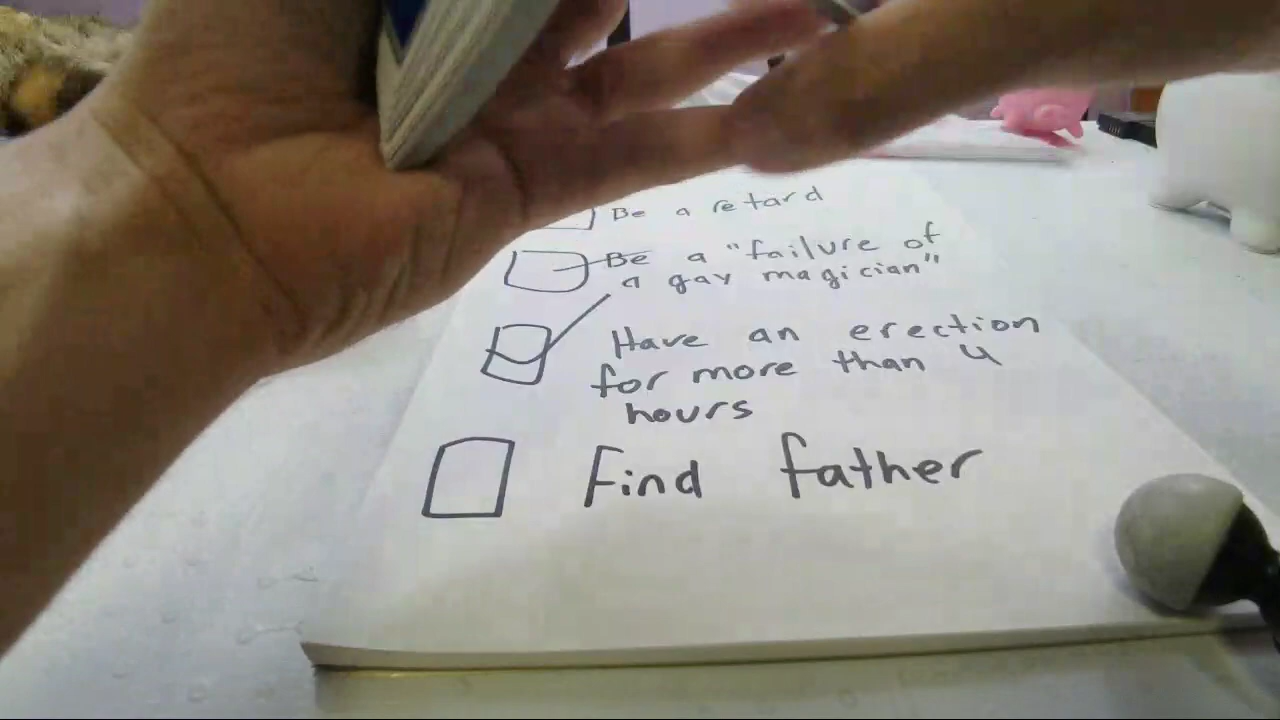 Be a retard
Be a "failure of
a gay magician"
Have an erection
for more than 4
hours
Find father